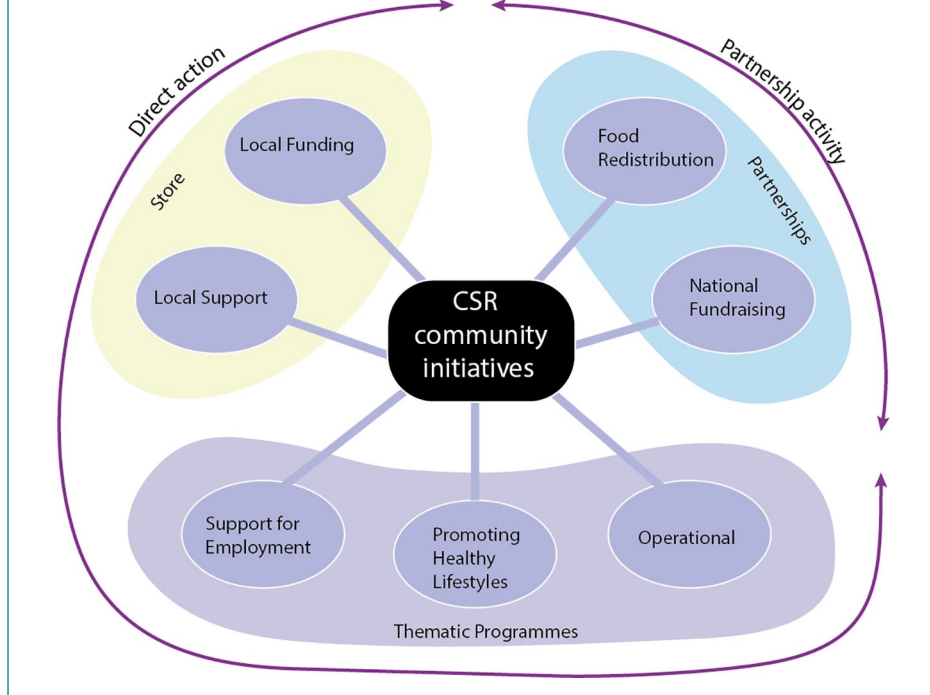 Direct action
Partnership activity
Store
Local Funding
Local Support
Food
Redistribution
Partnerships
National
Fundraising
CSR
community
initiatives
Support for
Employment
Promoting
Healthy
Lifestyles
Operational
Thematic Programmes